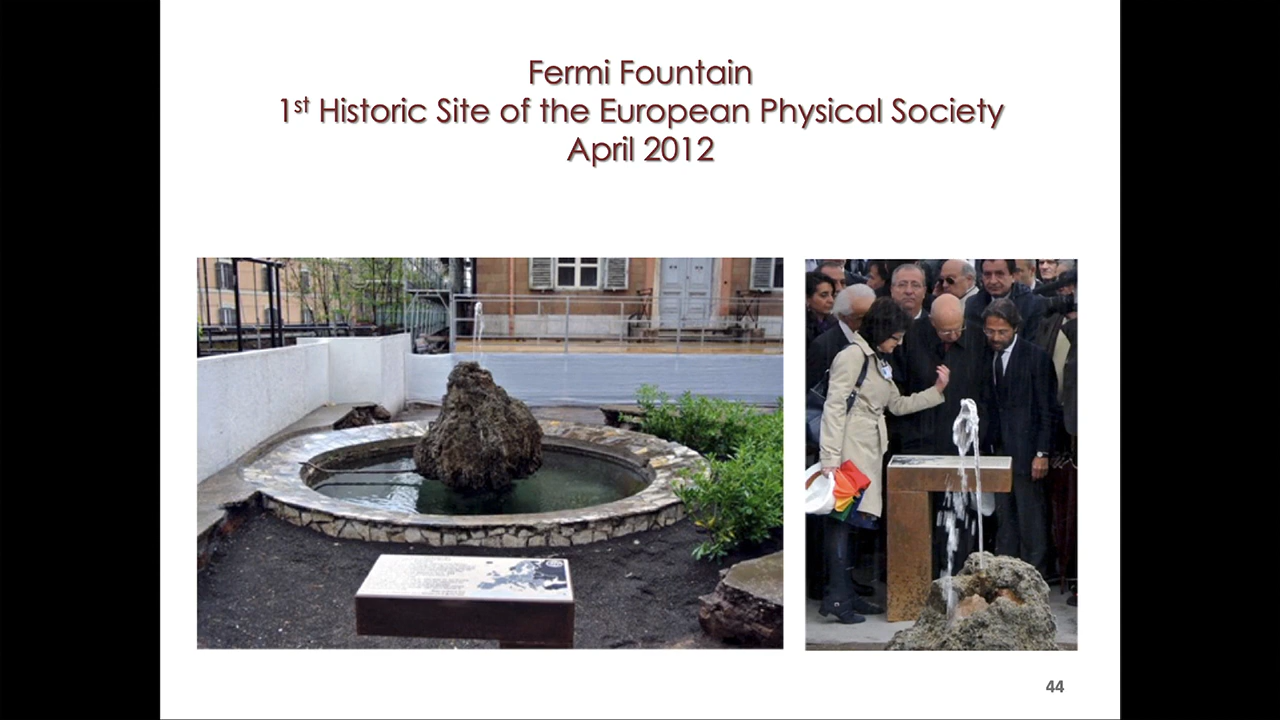 Fermi Fountain
1st Historic Site of the European Physical Society
April 2012
44